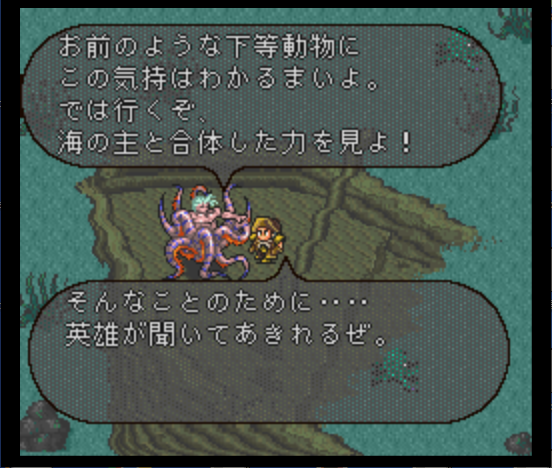 お前のような下等動物に
この気持はわかるまいよ。
では行くぞ、
海の主と合体した力を見よ！
そんなことのために‥‥
英雄が聞いてあきれるぜ。